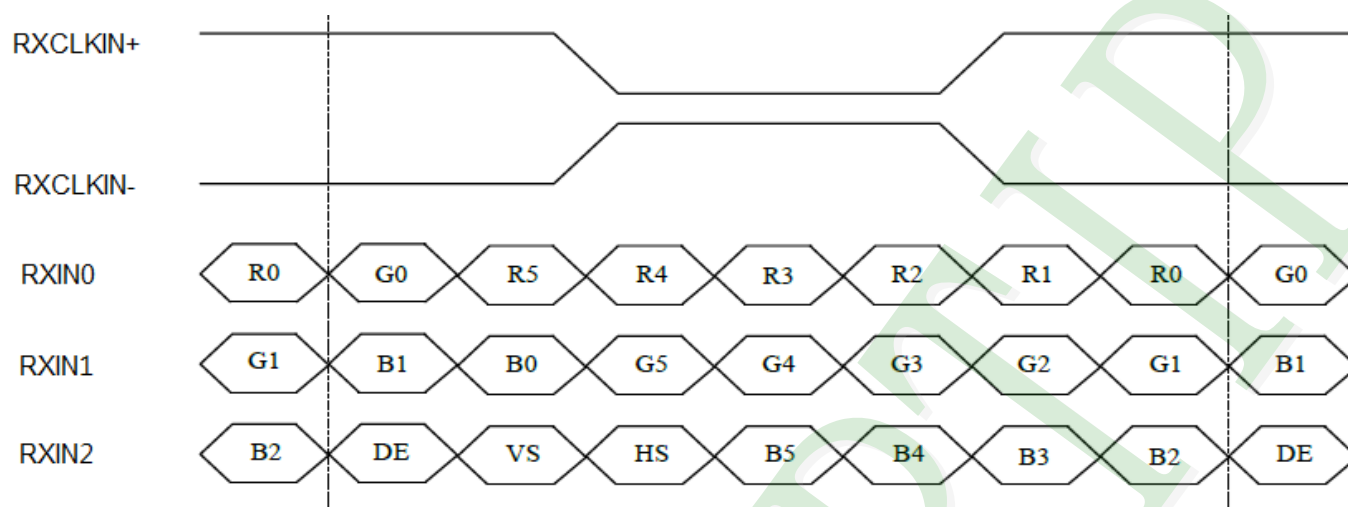 RXCLKIN+
RXCLKIN-
RXIN0 R0 G0 R5 R4 R3 R2 R1 R0 G0
RXIN1 G1 B1 B0 G5 G4 G3 G2 G1 B1
RXIN2 B2 DE VS HS B5 B4 B3 B2 DE